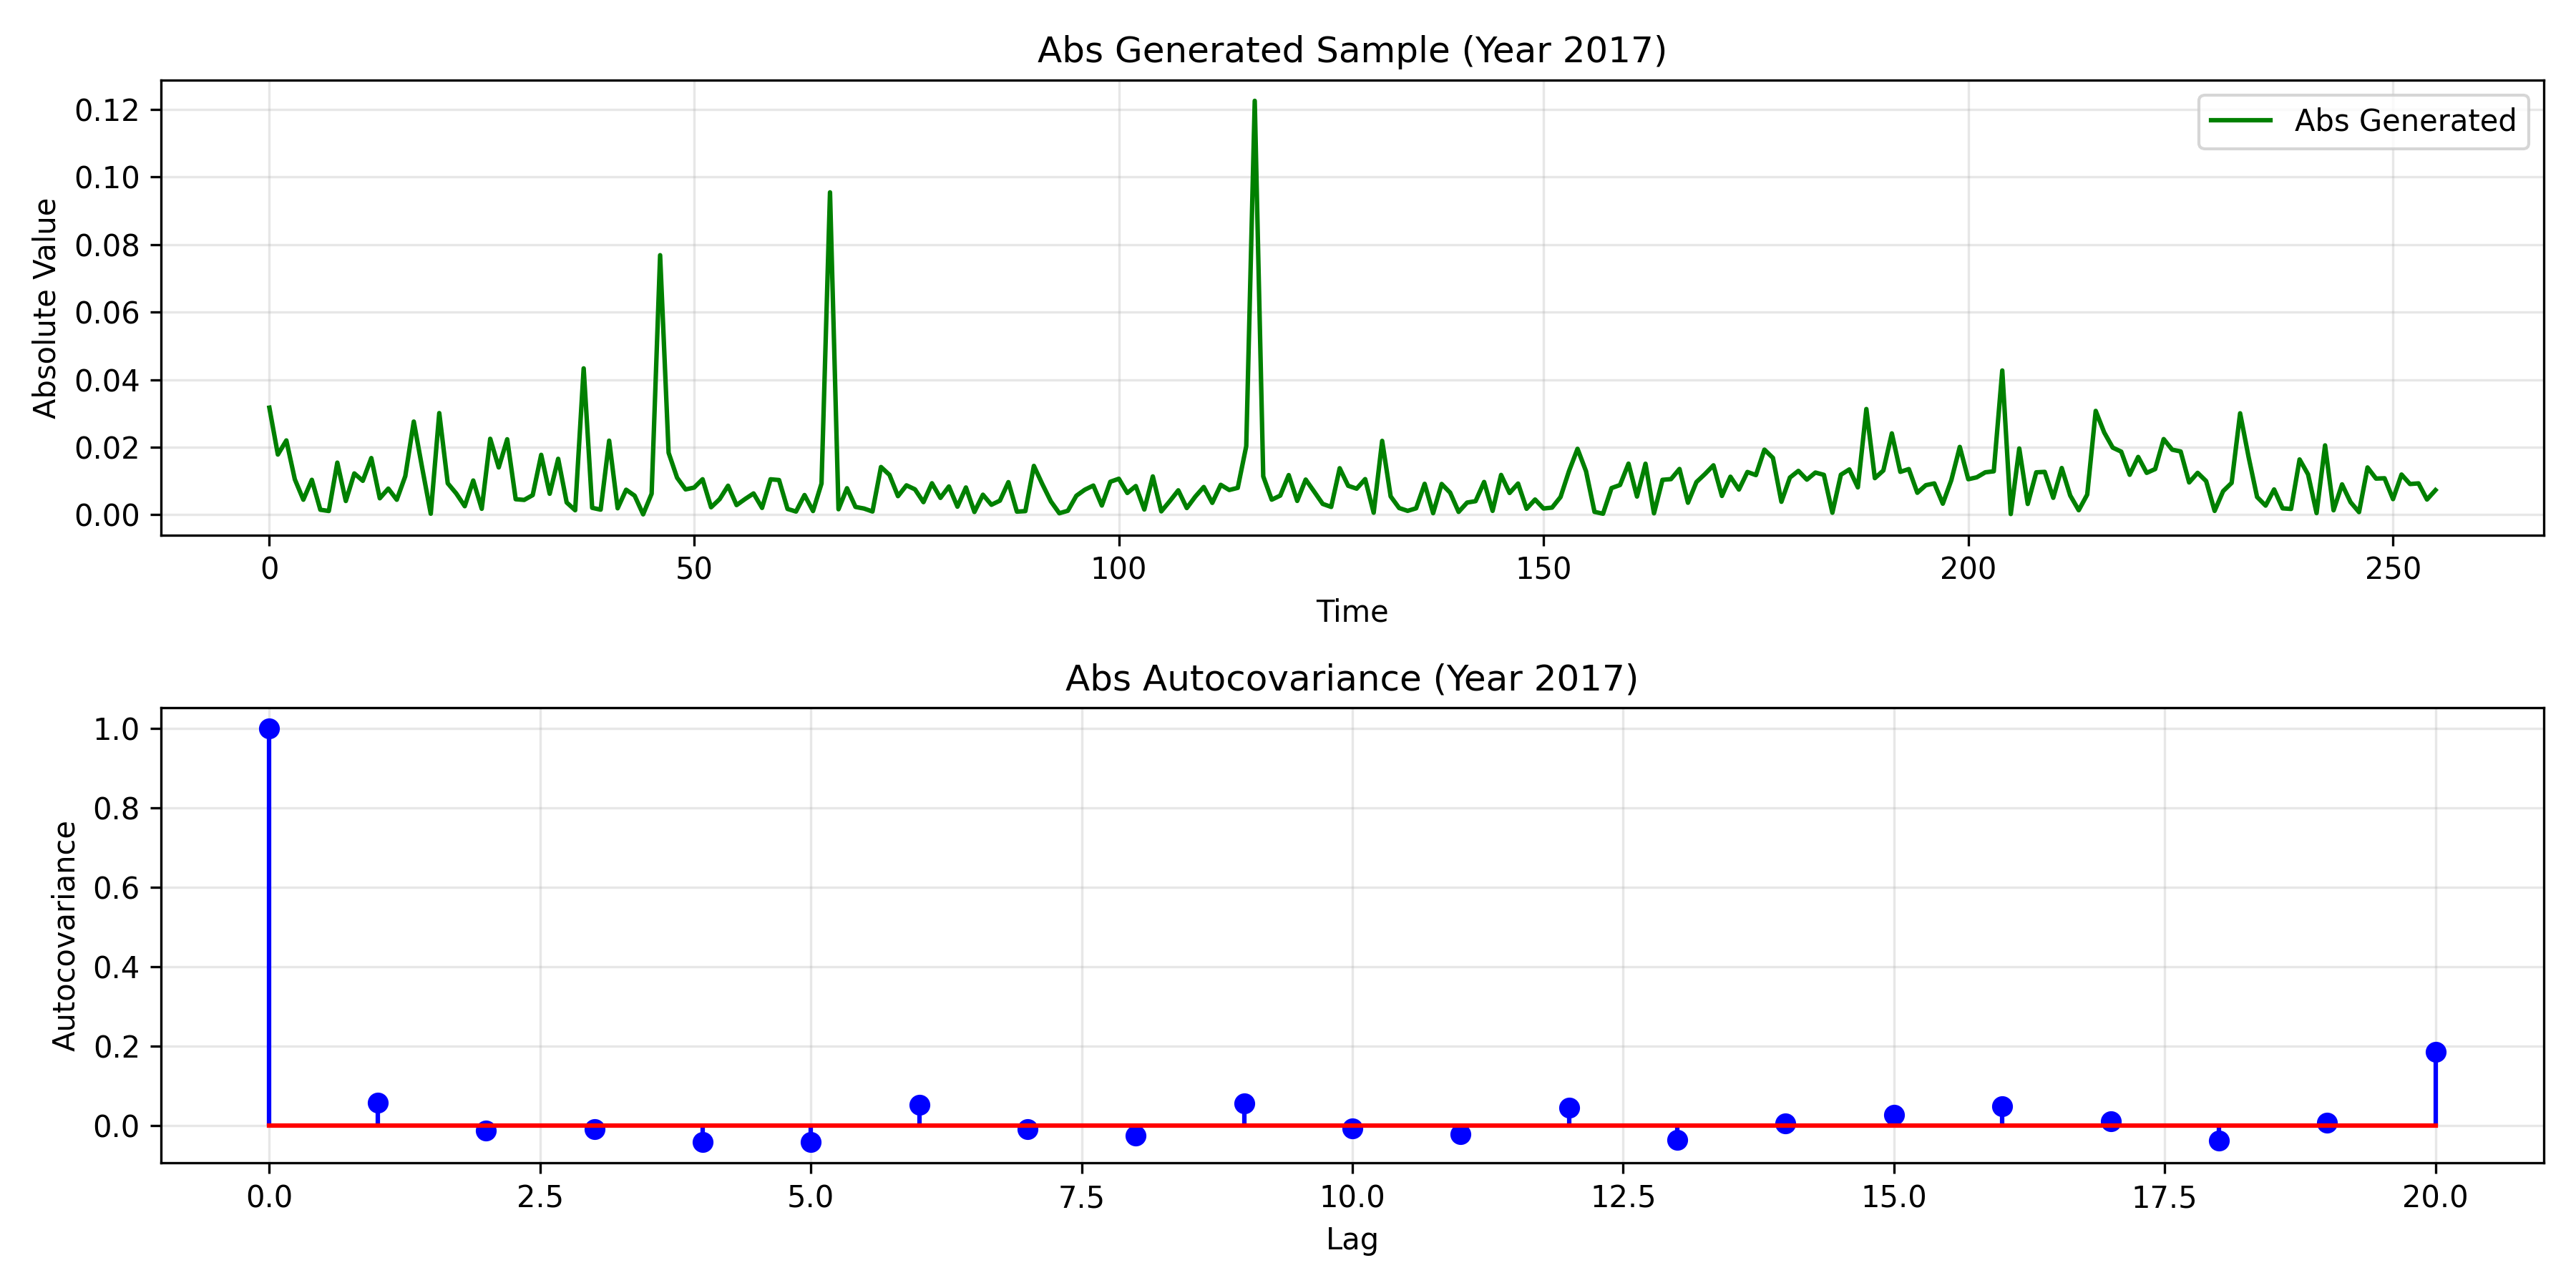 Abs Generated Sample (Year 2017)
Absolute Value
0.12
0.10
0.08
0.06
0.04
0.02
0.00
Abs Generated
0 50 100 150 200 250
Time
Abs Autocovariance (Year 2017)
Autocovariance
1.0
0.8
0.6
0.4
0.2
0.0
0.0 2.5 5.0 7.5 10.0 12.5 15.0 17.5 20.0
Lag